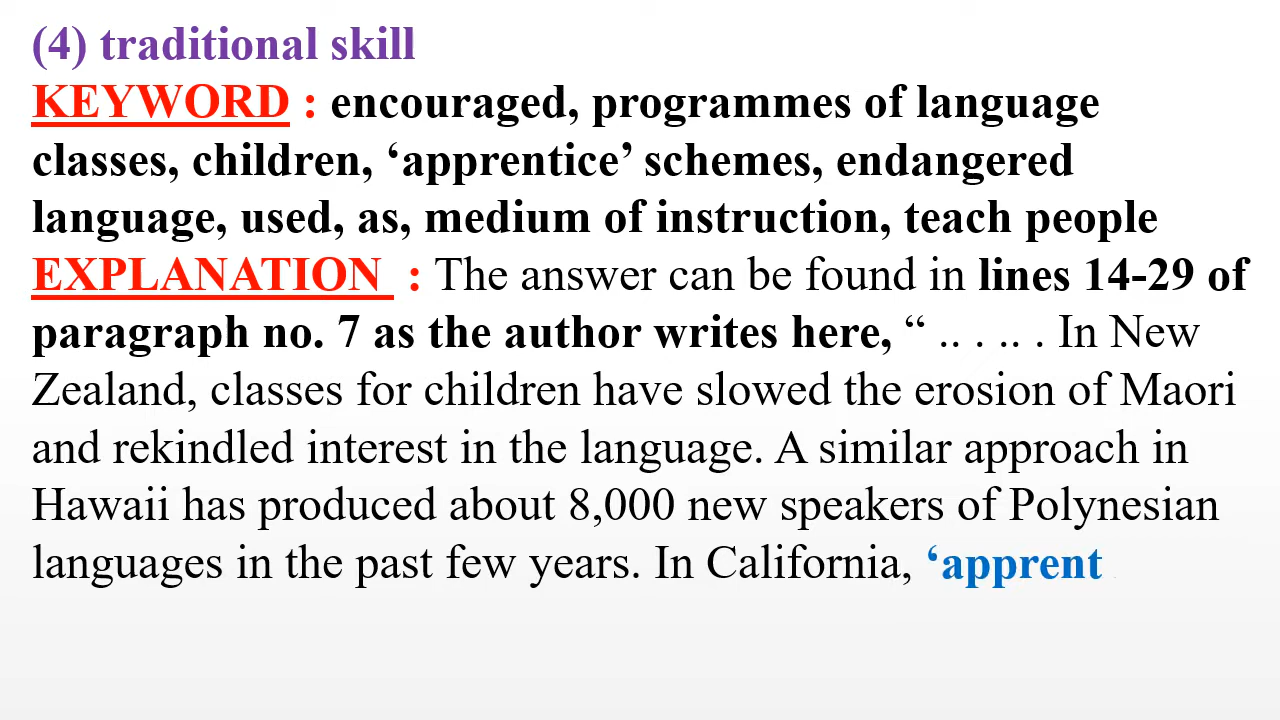 (4) traditional skill
KEYWORD : encouraged, programmes of language
classes, children, ‘apprentice’ schemes, endangered
language, used, as, medium of instruction, teach people
EXPLANATION : The answer can be found in lines 14-29 of
paragraph no. 7 as the author writes here, “ .. . .. . In New
Zealand, classes for children have slowed the erosion of Maori
and rekindled interest in the language. A similar approach in
Hawaii has produced about 8,000 new speakers of Polynesian
languages in the past few years. In California, ‘apprent